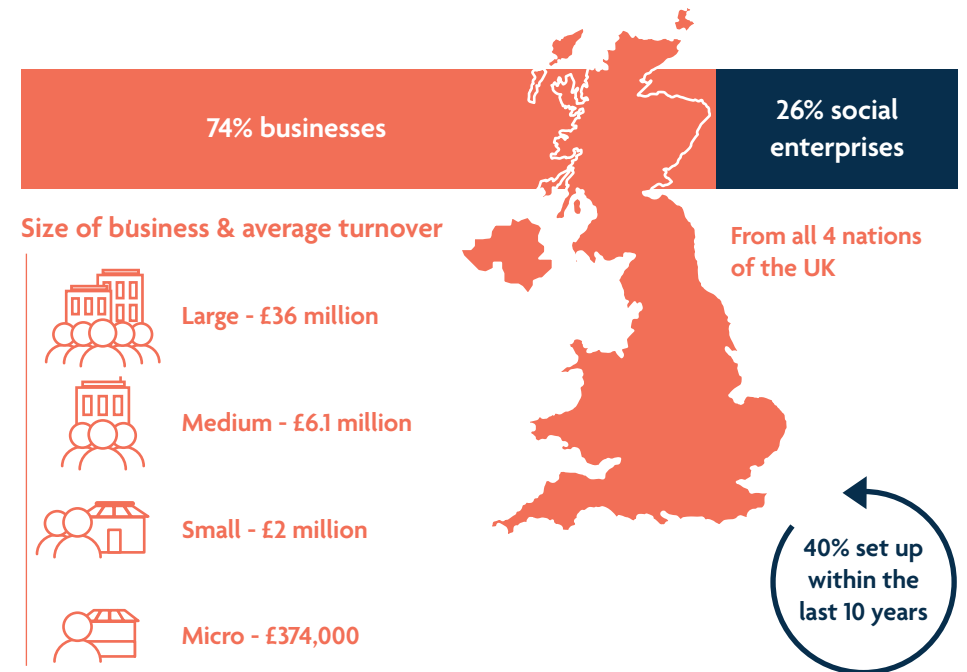 74% businesses
26% social
enterprises
Size of business & average turnover
From all 4 nations
of the UK
Large - £36 million
Medium - £6.1 million
Small - £2 million
Micro - £374,000
40% set up
within the
last 10 years